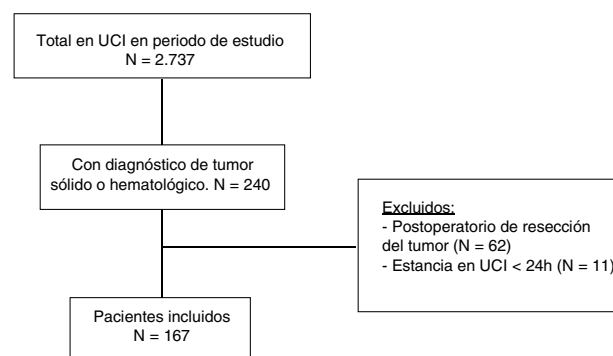 Total en UCI en periodo de estudio
N = 2.737
Con diagnóstico de tumor
sólido o hematológico. N = 240
Excluidos:
- Postoperatorio de resección
del tumor (N = 62)
- Estancia en UCI < 24h (N = 11)
Pacientes incluidos
N = 167